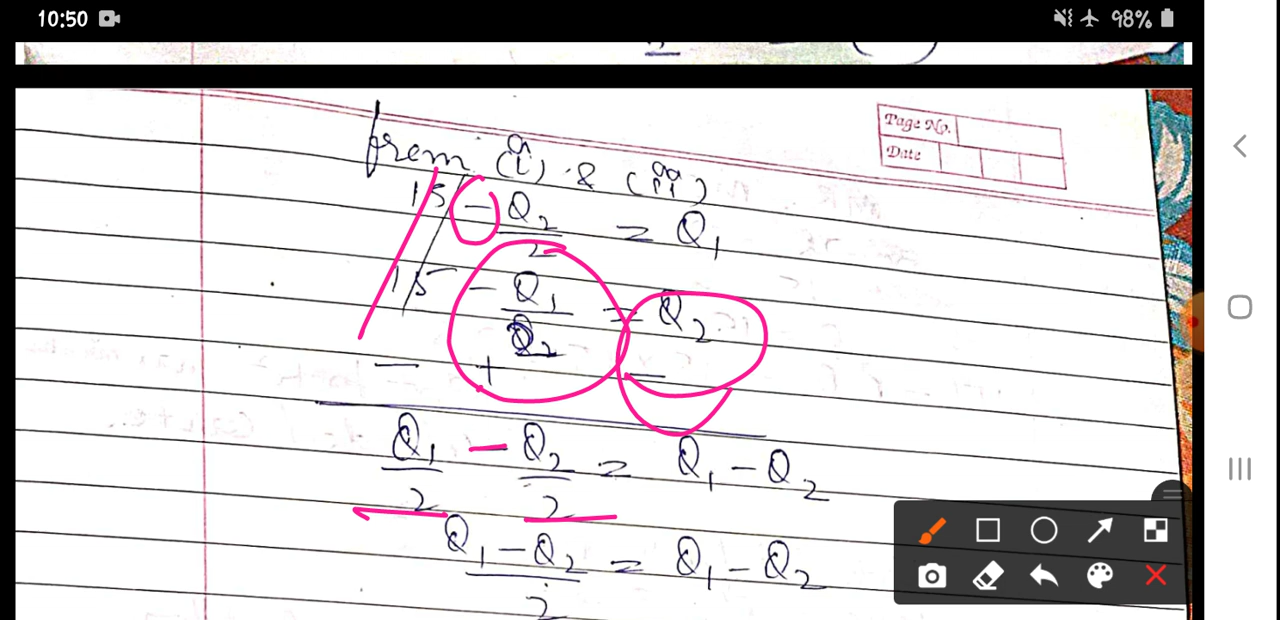 10:50 98%
Page No.
Date
from (i) & (ii)
15 - Q₂/2 = Q₁
15 - Q₁/Q₂ = Q₂
- + -
Q₁/2 - Q₂/2 = Q₁ - Q₂
Q₁ - Q₂/2 = Q₁ - Q₂